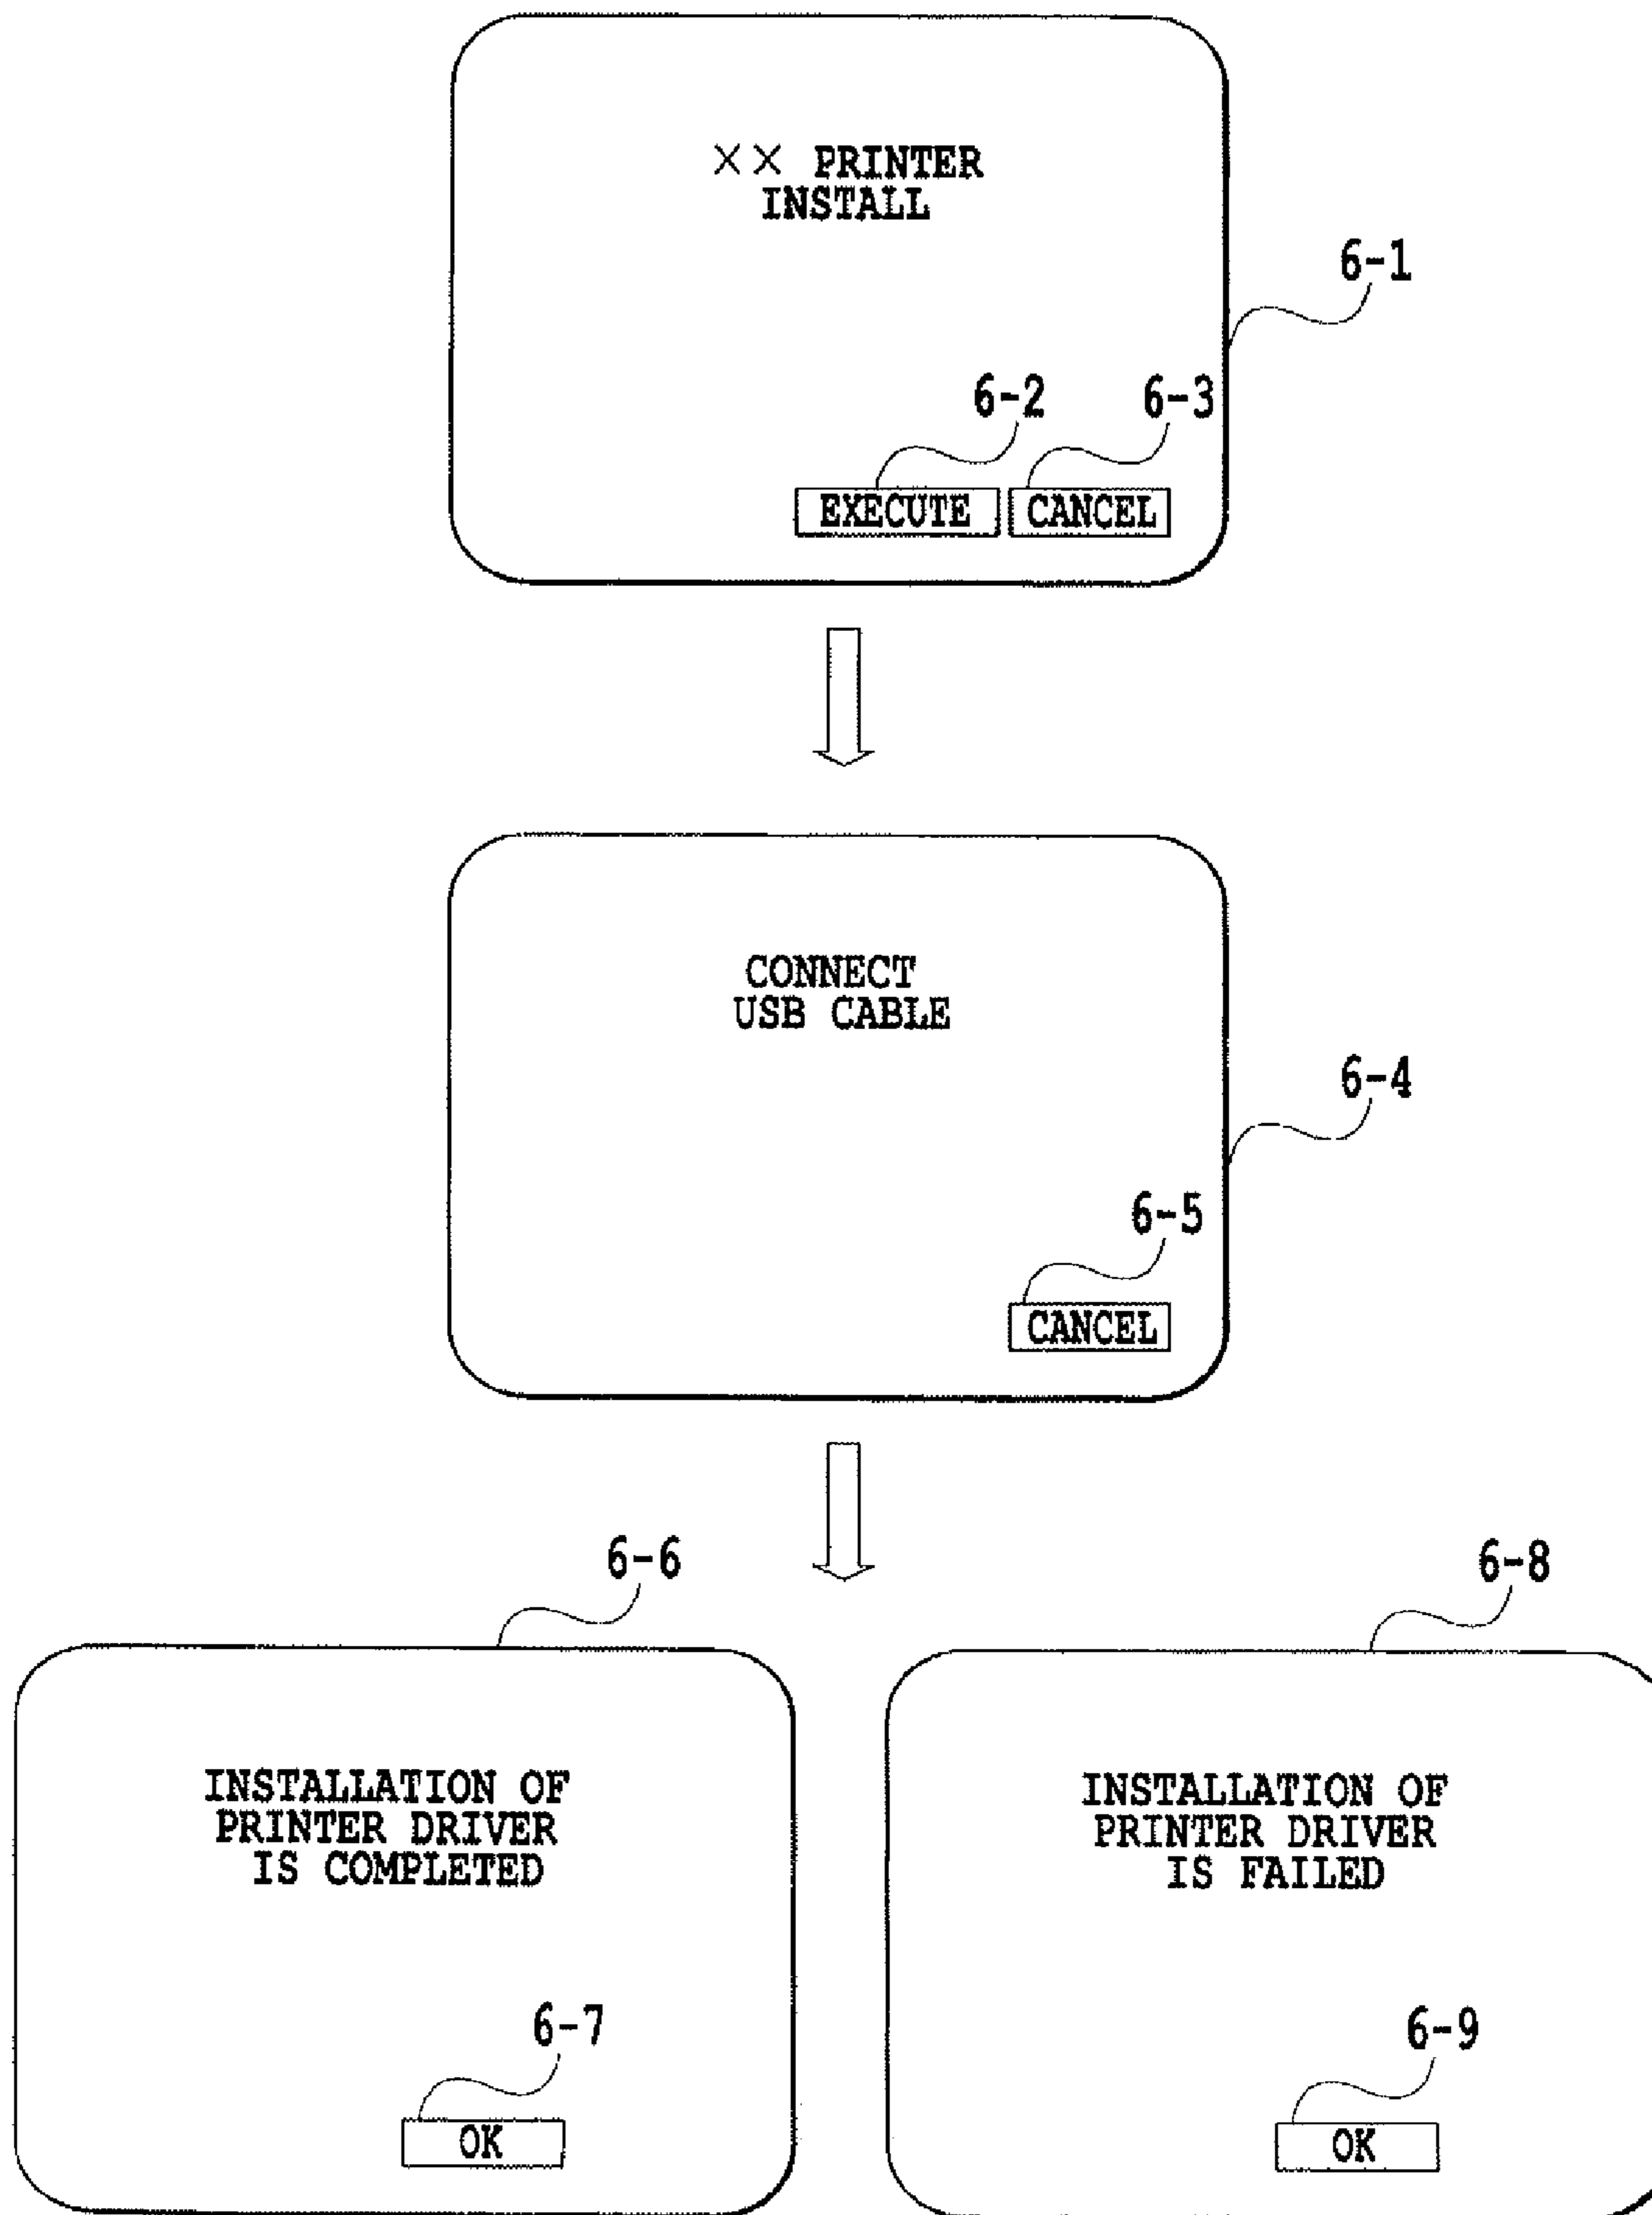 ×× PRINTER
INSTALL
6-1
6-2
6-3
EXECUTE
CANCEL
CONNECT
USB CABLE
6-4
6-5
CANCEL
6-6
6-8
INSTALLATION OF
PRINTER DRIVER
IS COMPLETED
6-7
OK
INSTALLATION OF
PRINTER DRIVER
IS FAILED
6-9
OK